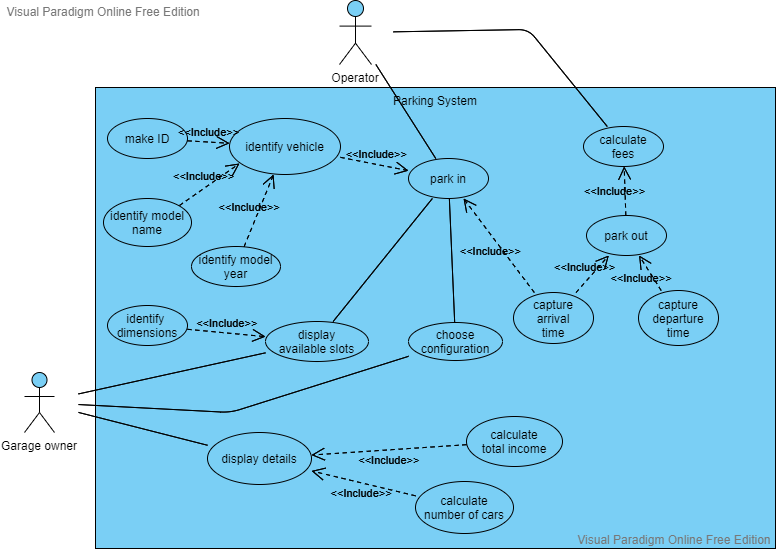 Visual Paradigm Online Free Edition
Operator
Parking System
make ID
<<Include>>
identify vehicle
<<Include>>
calculate
fees
<<Include>>
park in
<<Include>>
identify model
name
<<Include>>
park out
<<Include>>
identify model
year
<<Include>>
<<Include>>
identify
dimensions
<<Include>>
capture
arrival
time
capture
departure
time
display
available slots
choose
configuration
Garage owner
display details
calculate
total income
<<Include>>
<<Include>>
calculate
number of cars
Visual Paradigm Online Free Edition